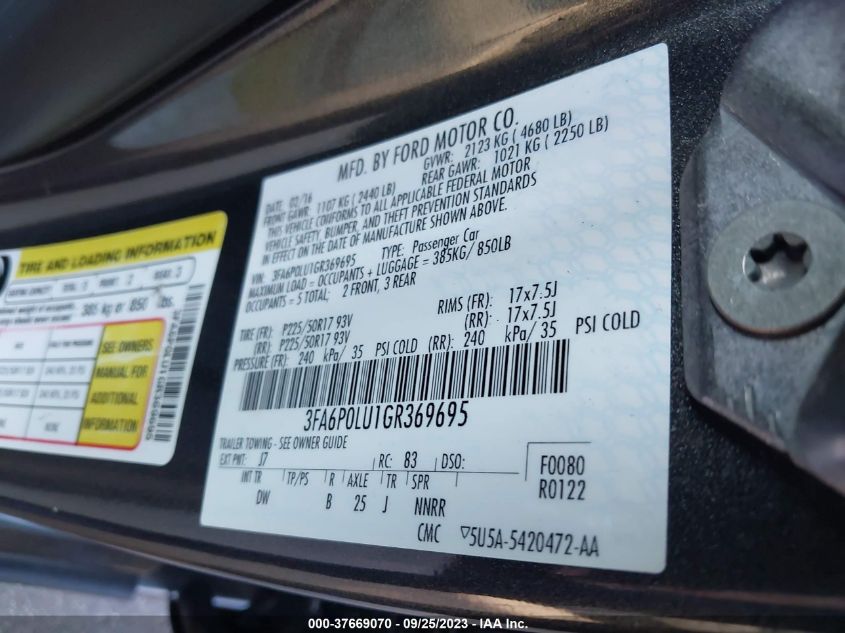 MFD. BY FORD MOTOR CO.
DATE: 02/16 GVWR: 2123 KG ( 4680 LB)
FRONT GAWR: 1107 KG ( 2440 LB) REAR GAWR: 1021 KG ( 2250 LB)
THIS VEHICLE CONFORMS TO ALL APPLICABLE FEDERAL MOTOR
VEHICLE SAFETY, BUMPER, AND THEFT PREVENTION STANDARDS
IN EFFECT ON THE DATE OF MANUFACTURE SHOWN ABOVE.
VIN: 3FA6P0LU1GR369695 TYPE: Passenger Car
MAXIMUM LOAD = OCCUPANTS + LUGGAGE = 385KG/ 850LB
OCCUPANTS = 5 TOTAL; 2 FRONT, 3 REAR
TIRE (FR): P225/50R17 93V RIMS (FR): 17x7.5J
(RR): P225/50R17 93V (RR): 17x7.5J
PRESSURE (FR): 240 kPa/ 35 PSI COLD (RR): 240 kPa/ 35 PSI COLD
3FA6P0LU1GR369695
TRAILER TOWING - SEE OWNER GUIDE
EXT PNT: J7 RC: 83 DSO: F0080
INT TR TP/PS R AXLE TR SPR R0122
DW B 25 J NNRR
CMC ▽5U5A-5420472-AA
TIRE AND LOADING INFORMATION
385 kg or 850 lbs.
SEE OWNERS
MANUAL FOR
ADDITIONAL
INFORMATION
NONE
000-37669070 - 09/25/2023 - IAA Inc.